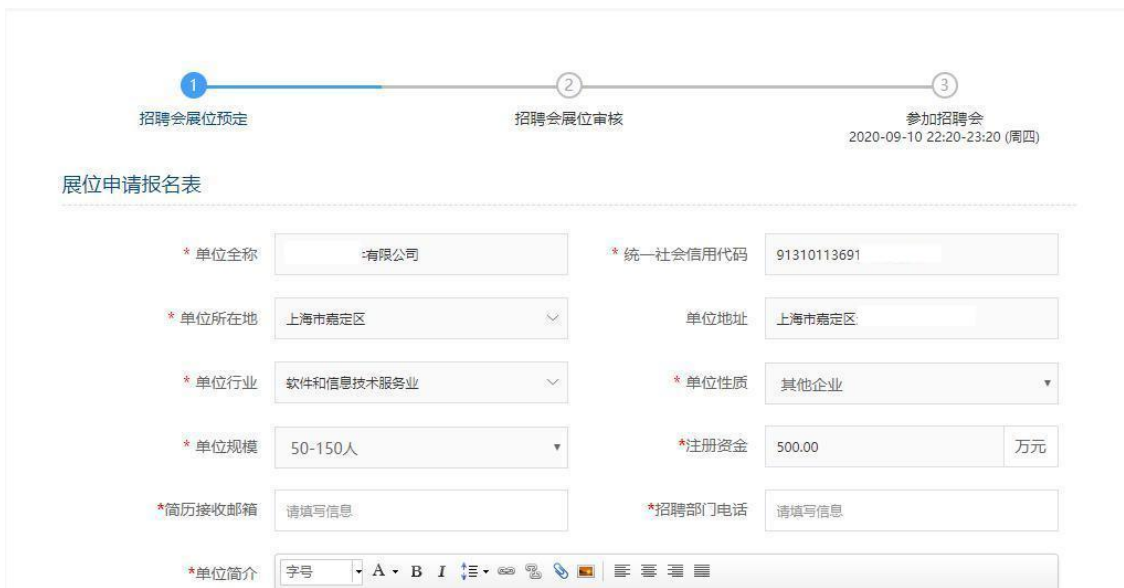 1 2 3
招聘会展位预定 招聘会展位审核 参加招聘会
2020-09-10 22:20-23:20 (周四)
展位申请报名表
* 单位全称 有限公司 * 统一社会信用代码 91310113691
* 单位所在地 上海市嘉定区 单位地址 上海市嘉定区
* 单位行业 软件和信息技术服务业 * 单位性质 其他企业
* 单位规模 50-150人 *注册资金 500.00 万元
*简历接收邮箱 请填写信息 *招聘部门电话 请填写信息
*单位简介 字号 A B I